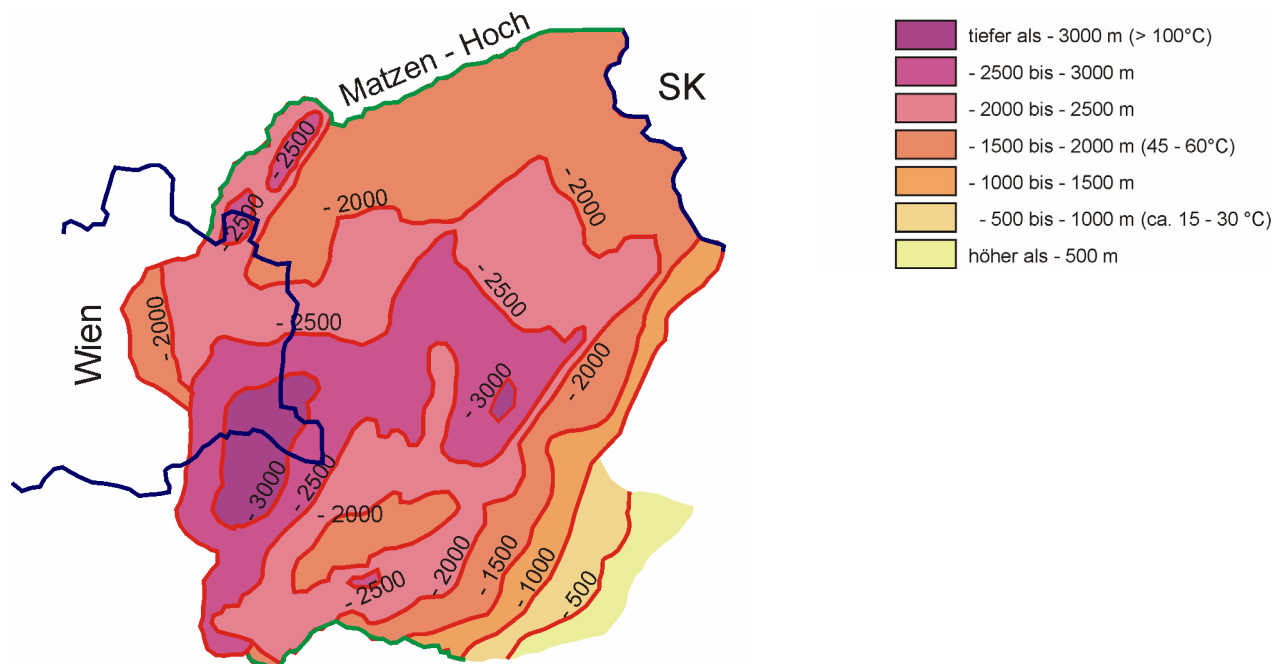 Matzen - Hoch
SK
Wien
- 2500
- 2500
- 2000
- 2000
- 2000
- 2500
- 2500
- 2000
- 3000
- 3000
- 2500
- 2000
- 2500
- 2000
- 1500
- 1000
- 500
tiefer als - 3000 m (> 100°C)
- 2500 bis - 3000 m
- 2000 bis - 2500 m
- 1500 bis - 2000 m (45 - 60°C)
- 1000 bis - 1500 m
- 500 bis - 1000 m (ca. 15 - 30 °C)
höher als - 500 m